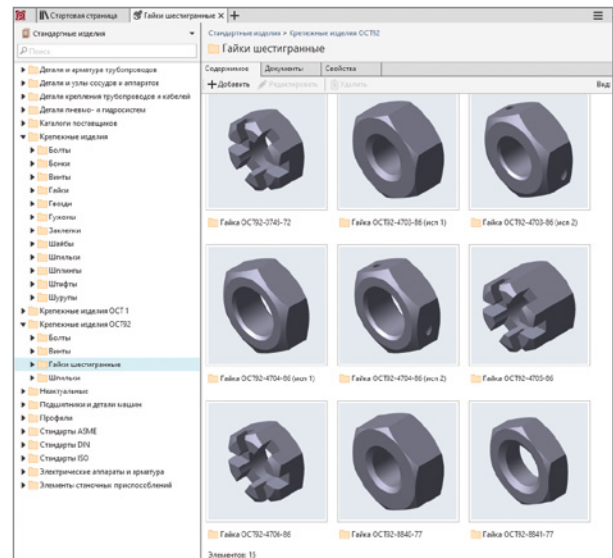 Стартовая страница
Гайки шестигранные
Стандартные изделия
Поиск...
Детали и арматура трубопроводов
Детали и узлы сосудов и аппаратов
Детали крепления трубопроводов и кабелей
Детали пневмо- и гидросистем
Каталоги поставщиков
Крепежные изделия
Болты
Бонки
Винты
Гайки
Гвозди
Гужоны
Заклепки
Шайбы
Шпильки
Шплинты
Штифты
Шурупы
Крепежные изделия ОСТ 1
Крепежные изделия ОСТ92
Болты
Винты
Гайки шестигранные
Шпильки
Неактуальные
Подшипники и детали машин
Профили
Стандарты ASME
Стандарты DIN
Стандарты ISO
Электрические аппараты и арматура
Элементы станочных приспособлений
Стандартные изделия > Крепежные изделия ОСТ92
Гайки шестигранные
Содержимое Документы Свойства
Добавить Редактировать Удалить Вид:
Гайка ОСТ92-0745-72 Гайка ОСТ92-4703-86 (исп 1) Гайка ОСТ92-4703-86 (исп 2)
Гайка ОСТ92-4704-86 (исп 1) Гайка ОСТ92-4704-86 (исп 2) Гайка ОСТ92-4705-86
Гайка ОСТ92-4706-86 Гайка ОСТ92-8840-77 Гайка ОСТ92-8841-77
Элементов: 15